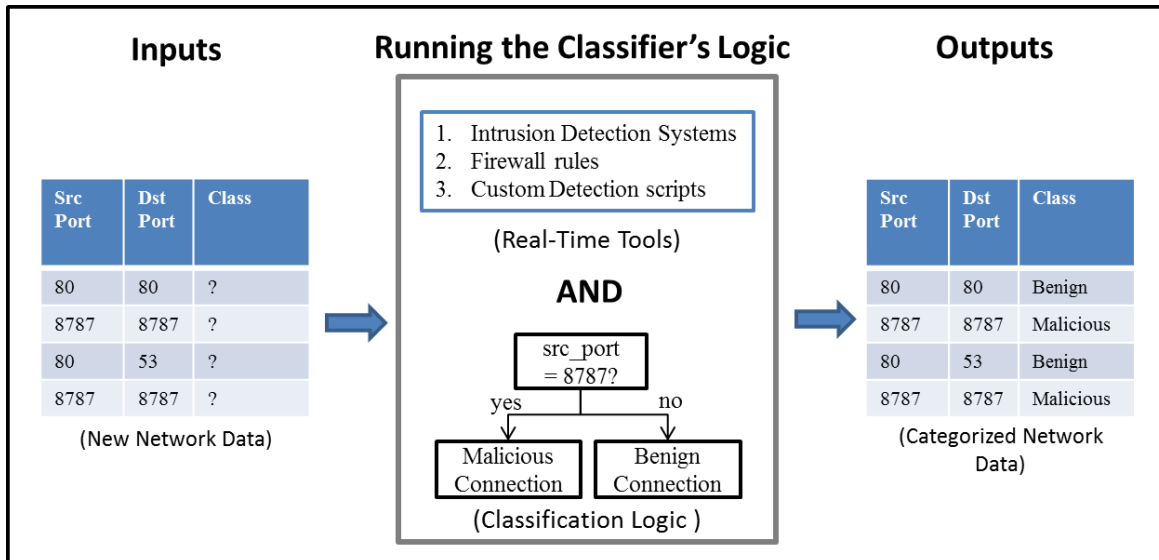 Inputs
Running the Classifier's Logic
Outputs
Src Port Dst Port Class
80 80 ?
8787 8787 ?
80 53 ?
8787 8787 ?
(New Network Data)
1. Intrusion Detection Systems
2. Firewall rules
3. Custom Detection scripts
(Real-Time Tools)
AND
src_port
= 8787?
yes no
Malicious
Connection
Benign
Connection
(Classification Logic )
Src Port Dst Port Class
80 80 Benign
8787 8787 Malicious
80 53 Benign
8787 8787 Malicious
(Categorized Network
Data)